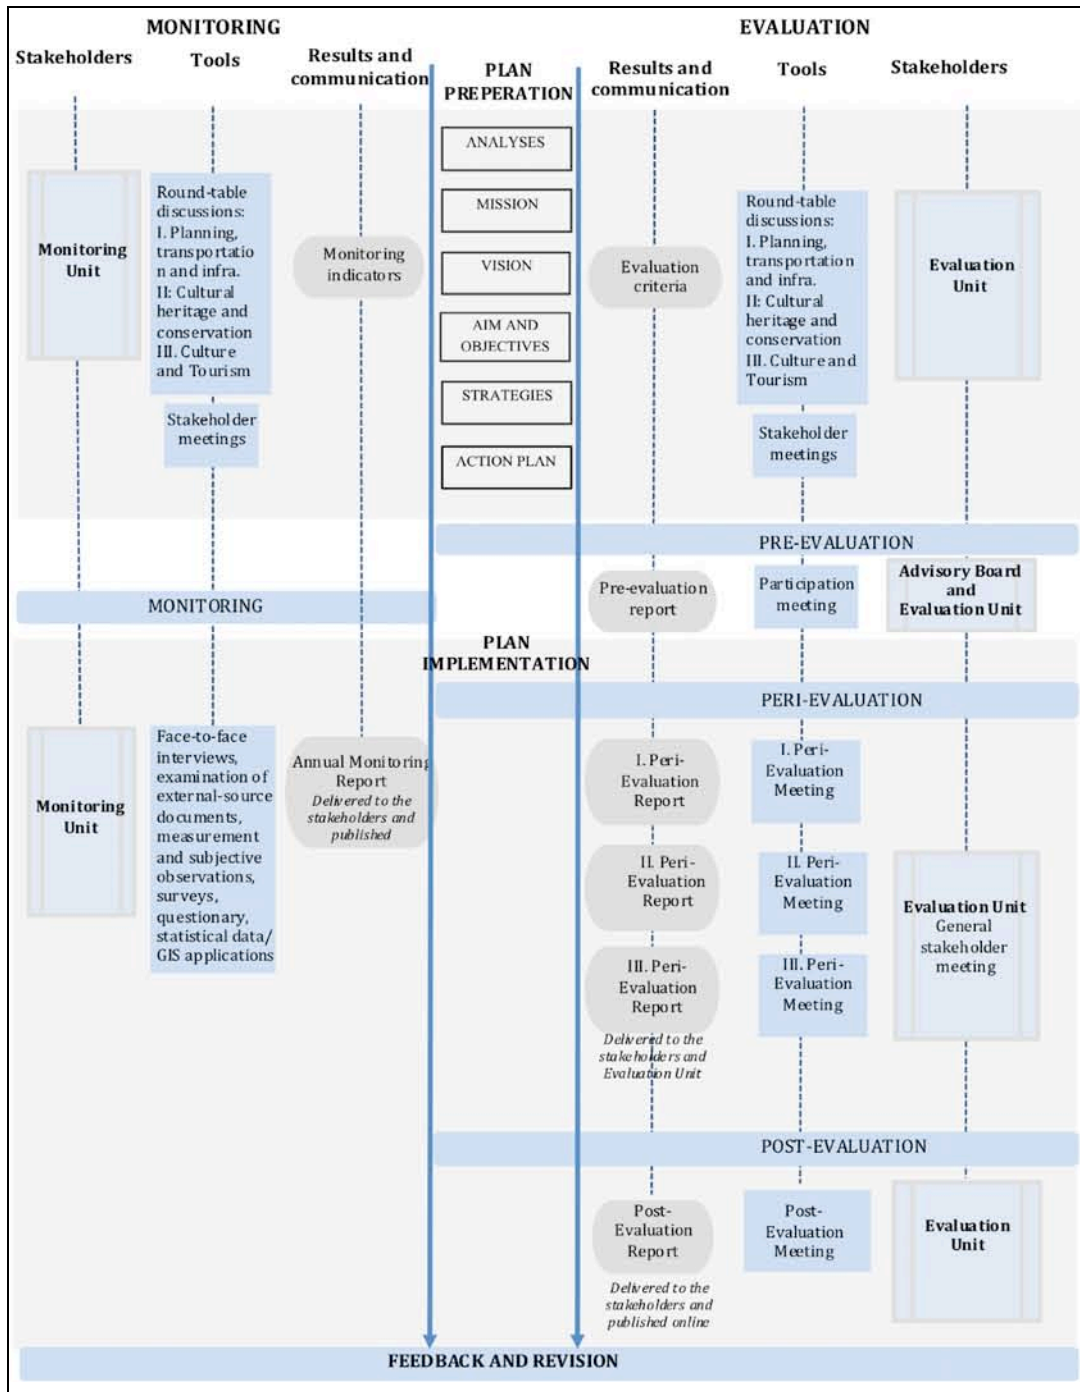 MONITORING
EVALUATION
Stakeholders
Tools
Results and
communication
PLAN
PREPERATION
Results and
communication
Tools
Stakeholders
Monitoring
Unit
Round-table
discussions:
I. Planning,
transportatio
n and infra.
II: Cultural
heritage and
conservation
III. Culture
and Tourism
Stakeholder
meetings
Monitoring
indicators
ANALYSES
MISSION
VISION
AIM AND
OBJECTIVES
STRATEGIES
ACTION PLAN
Evaluation
criteria
Round-table
discussions:
I. Planning,
transportation
and infra.
II: Cultural
heritage and
conservation
III. Culture and
Tourism
Stakeholder
meetings
Evaluation
Unit
PRE-EVALUATION
Pre-evaluation
report
Participation
meeting
Advisory Board
and
Evaluation Unit
MONITORING
PLAN
IMPLEMENTATION
PERI-EVALUATION
Monitoring
Unit
Face-to-face
interviews,
examination of
external-source
documents,
measurement
and subjective
observations,
surveys,
questionary,
statistical data/
GIS applications
Annual Monitoring
Report
Delivered to the
stakeholders and
published
I. Peri-
Evaluation
Report
I. Peri-
Evaluation
Meeting
II. Peri-
Evaluation
Report
II. Peri-
Evaluation
Meeting
III. Peri-
Evaluation
Report
III. Peri-
Evaluation
Meeting
Delivered to the
stakeholders and
Evaluation Unit
Evaluation Unit
General
stakeholder
meeting
POST-EVALUATION
Post-
Evaluation
Report
Delivered to the
stakeholders and
published online
Post-
Evaluation
Meeting
Evaluation
Unit
FEEDBACK AND REVISION